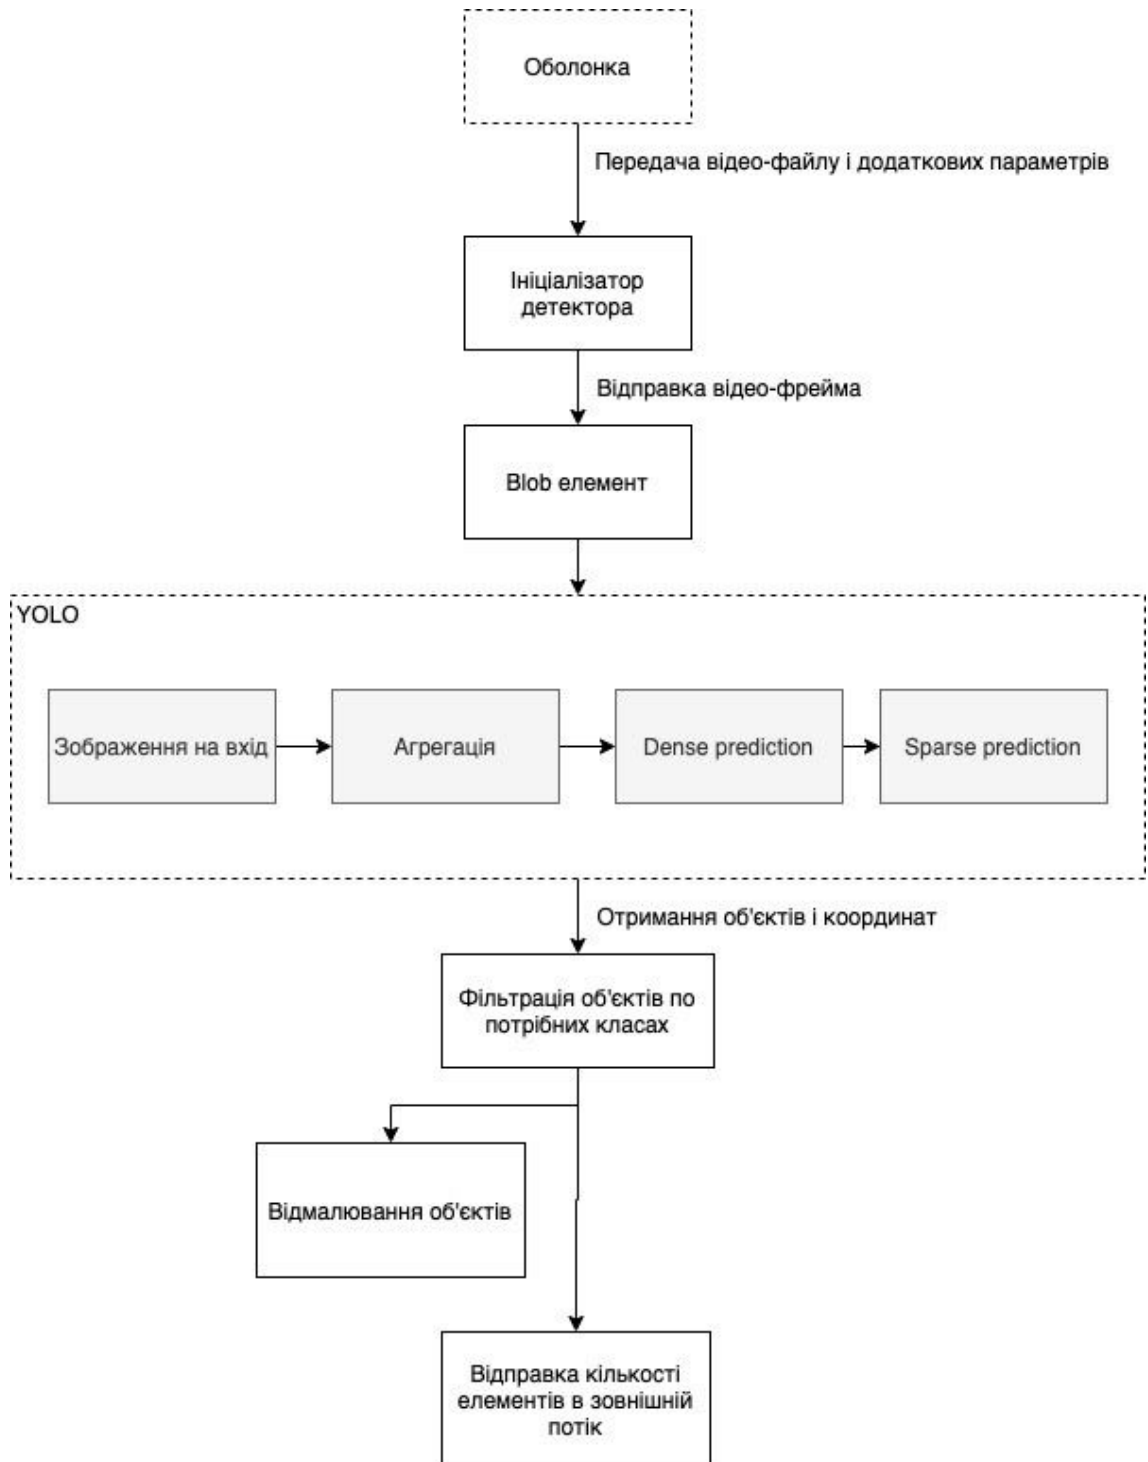 Оболонка
Передача відео-файлу і додаткових параметрів
Ініціалізатор
детектора
Відправка відео-фрейма
Blob елемент
YOLO
Зображення на вхід
Агрегація
Dense prediction
Sparse prediction
Отримання об'єктів і координат
Фільтрація об'єктів по
потрібних класах
Відмалювання об'єктів
Відправка кількості
елементів в зовнішній
потік